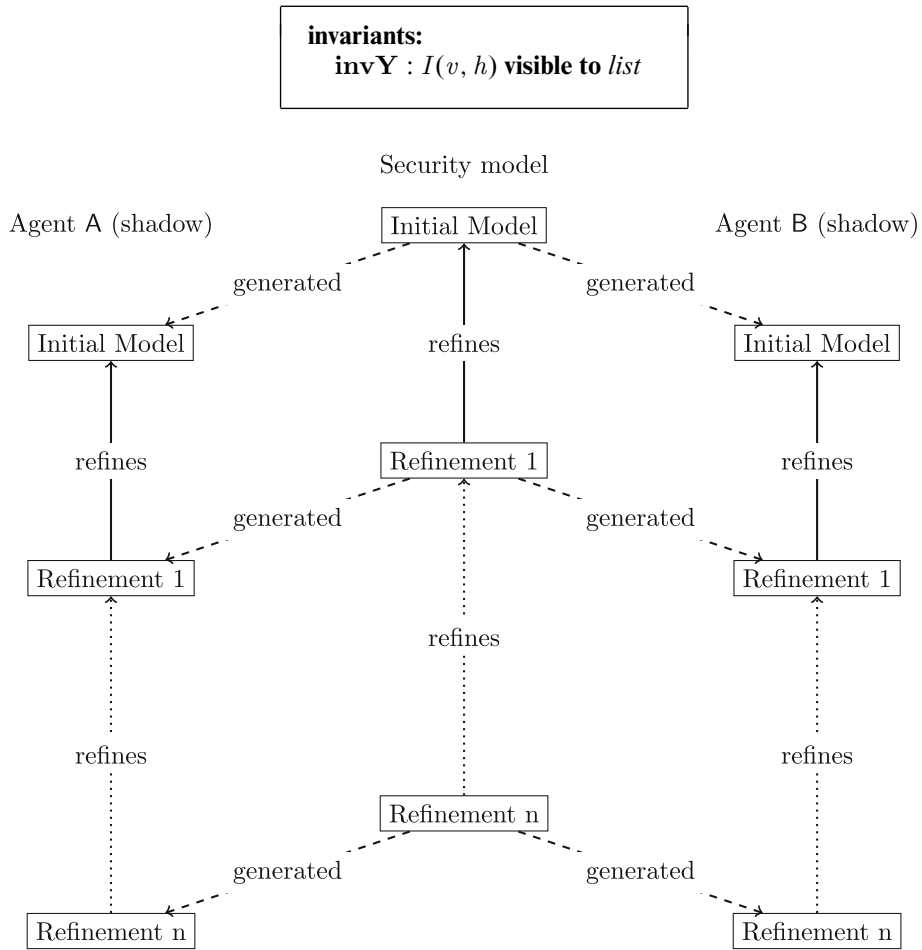 invariants:
invY : I(v, h) visible to list
Security model
Agent A (shadow)
Initial Model
Agent B (shadow)
generated
generated
Initial Model
refines
Initial Model
refines
Refinement 1
refines
generated
generated
Refinement 1
Refinement 1
refines
refines
refines
Refinement n
generated
generated
Refinement n
Refinement n